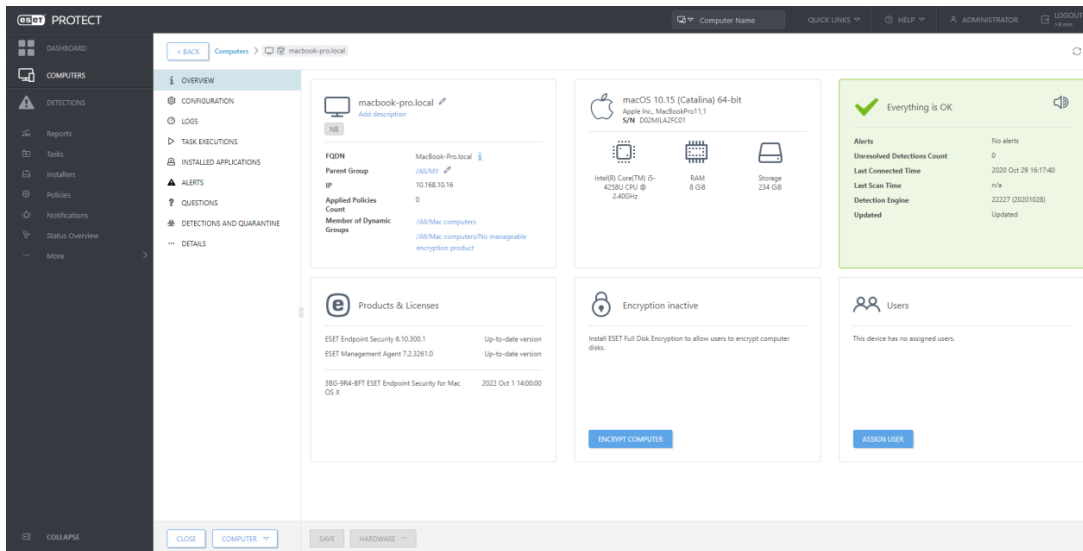 eset PROTECT
Computer Name
QUICK LINKS
HELP
ADMINISTRATOR
LOGOUT
>9 min
DASHBOARD
COMPUTERS
DETECTIONS
Reports
Tasks
Installers
Policies
Notifications
Status Overview
More
COLLAPSE
< BACK
Computers > macbook-pro.local
OVERVIEW
CONFIGURATION
LOGS
TASK EXECUTIONS
INSTALLED APPLICATIONS
ALERTS
QUESTIONS
DETECTIONS AND QUARANTINE
DETAILS
macbook-pro.local
Add description
NB
FQDN MacBook-Pro.local
Parent Group /All/MY
IP 10.168.10.16
Applied Policies 0
Count
Member of Dynamic /All/Mac computers
Groups
/All/Mac computers/No manageable
encryption product
macOS 10.15 (Catalina) 64-bit
Apple Inc., MacBookPro11,1
S/N D02MILA2FC01
Intel(R) Core(TM) i5-
4258U CPU @
2.40GHz
RAM
8 GiB
Storage
234 GiB
Everything is OK
Alerts No alerts
Unresolved Detections Count 0
Last Connected Time 2020 Oct 29 16:17:40
Last Scan Time n/a
Detection Engine 22227 (20201028)
Updated Updated
Products & Licenses
ESET Endpoint Security 6.10.300.1 Up-to-date version
ESET Management Agent 7.2.3261.0 Up-to-date version
38G-9R4-8FT ESET Endpoint Security for Mac 2022 Oct 1 14:00:00
OS X
Encryption inactive
Install ESET Full Disk Encryption to allow users to encrypt computer
disks.
ENCRYPT COMPUTER
Users
This device has no assigned users.
ASSIGN USER
CLOSE
COMPUTER
SAVE
HARDWARE